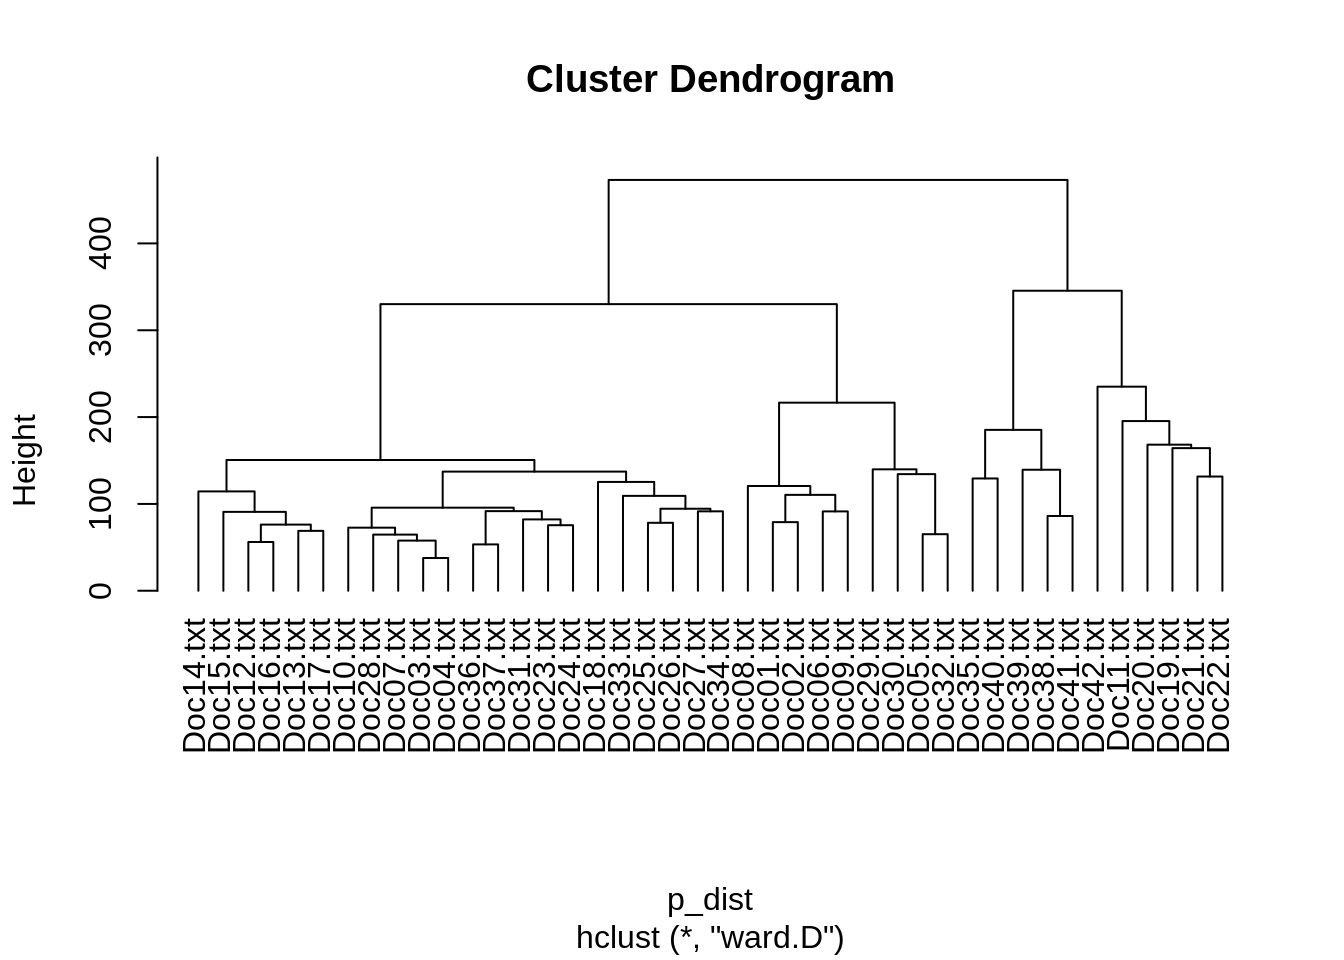 Cluster Dendrogram
Height
400
300
200
100
0
Doc14.txt
Doc15.txt
Doc12.txt
Doc16.txt
Doc13.txt
Doc17.txt
Doc10.txt
Doc28.txt
Doc07.txt
Doc03.txt
Doc04.txt
Doc36.txt
Doc37.txt
Doc31.txt
Doc23.txt
Doc24.txt
Doc18.txt
Doc33.txt
Doc25.txt
Doc26.txt
Doc27.txt
Doc34.txt
Doc08.txt
Doc01.txt
Doc02.txt
Doc06.txt
Doc09.txt
Doc29.txt
Doc30.txt
Doc05.txt
Doc32.txt
Doc35.txt
Doc40.txt
Doc39.txt
Doc38.txt
Doc41.txt
Doc42.txt
Doc11.txt
Doc20.txt
Doc19.txt
Doc21.txt
Doc22.txt
p_dist
hclust (*, "ward.D")